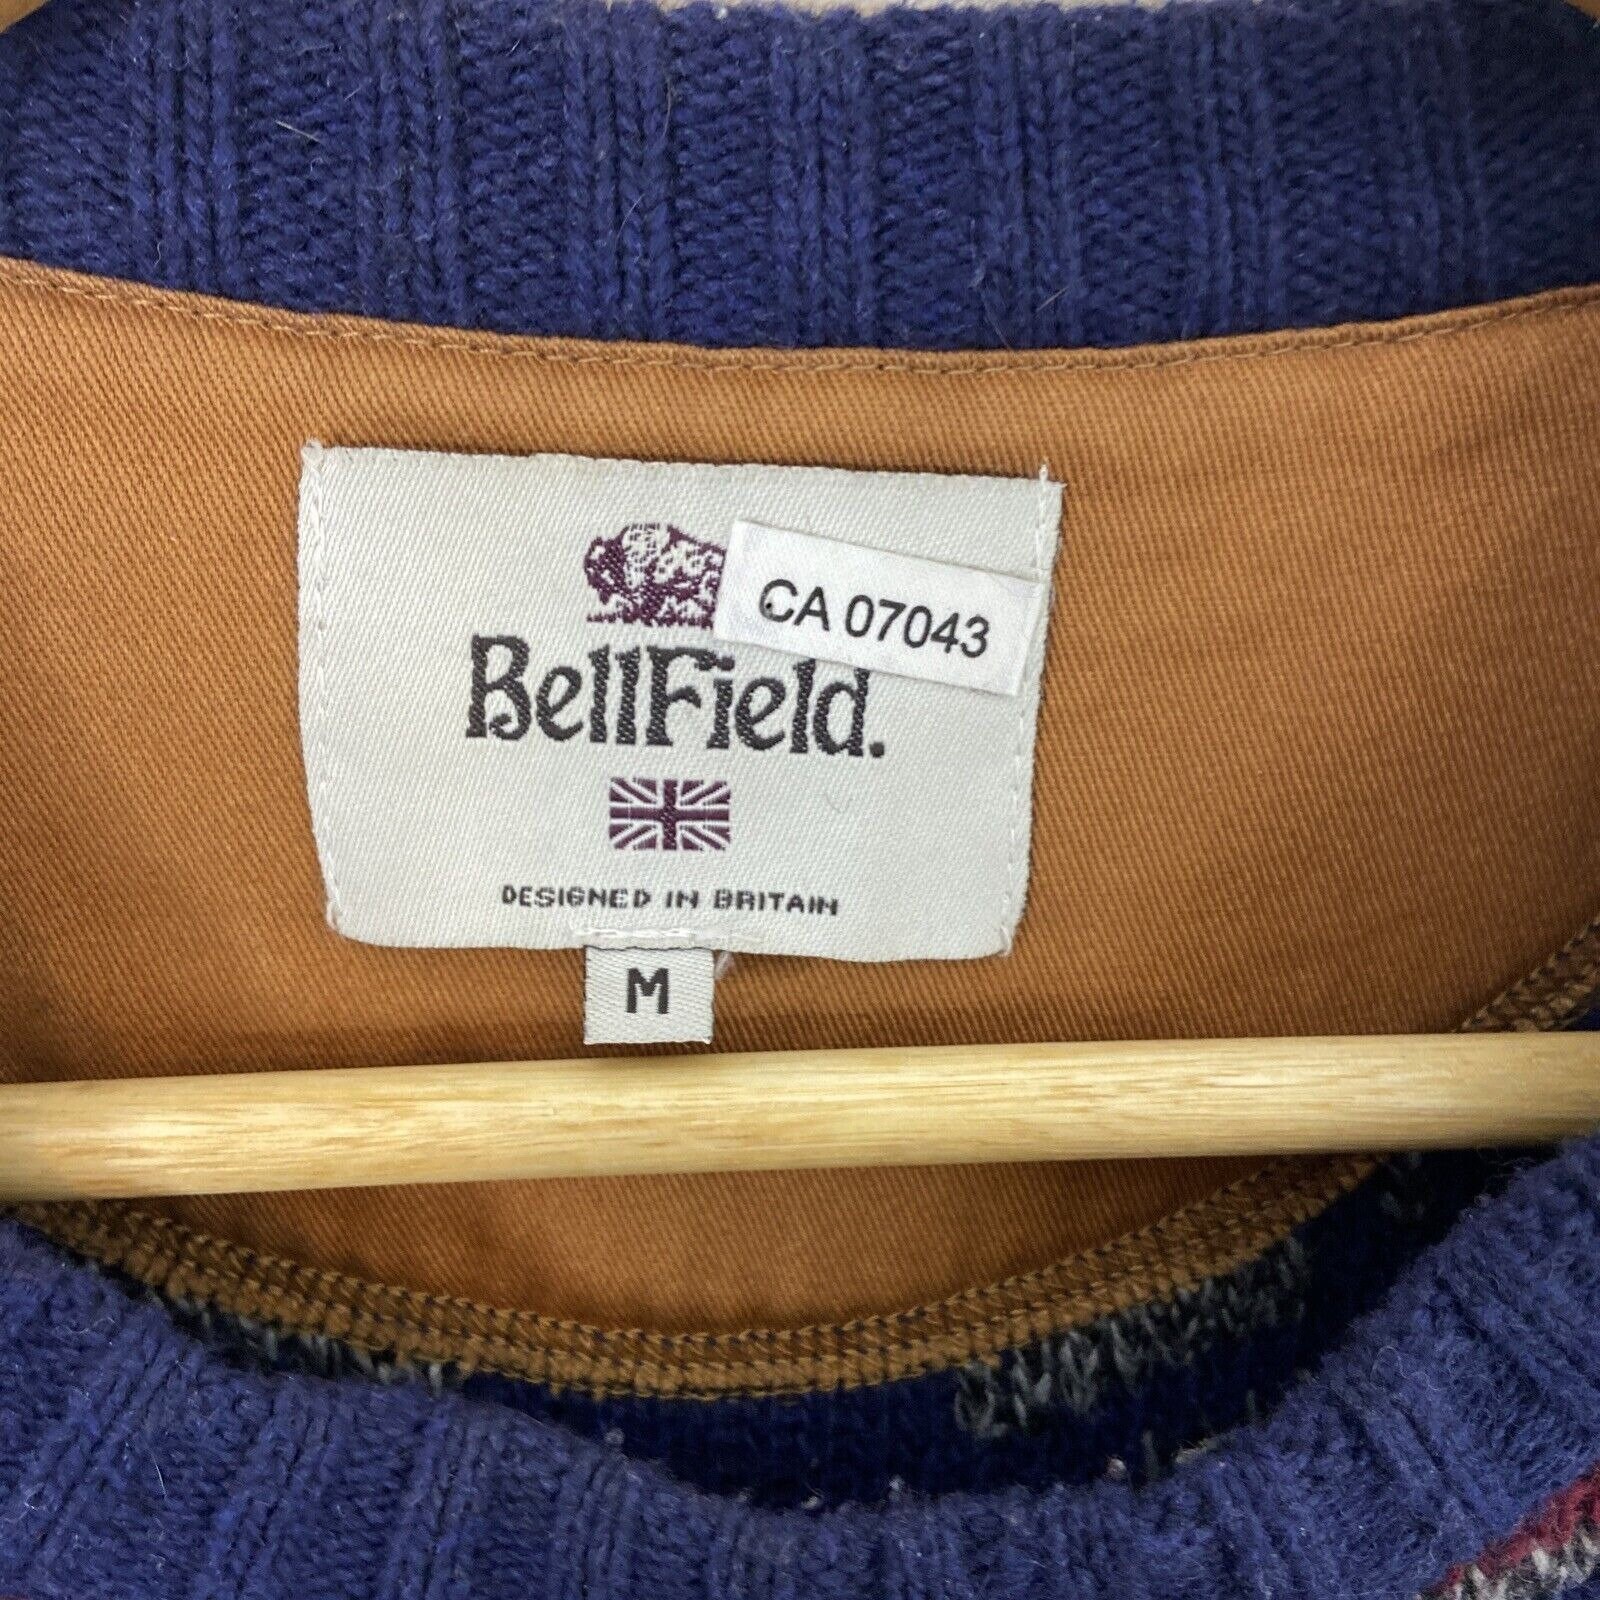 CA 07043
BellField.
DESIGNED IN BRITAIN
M